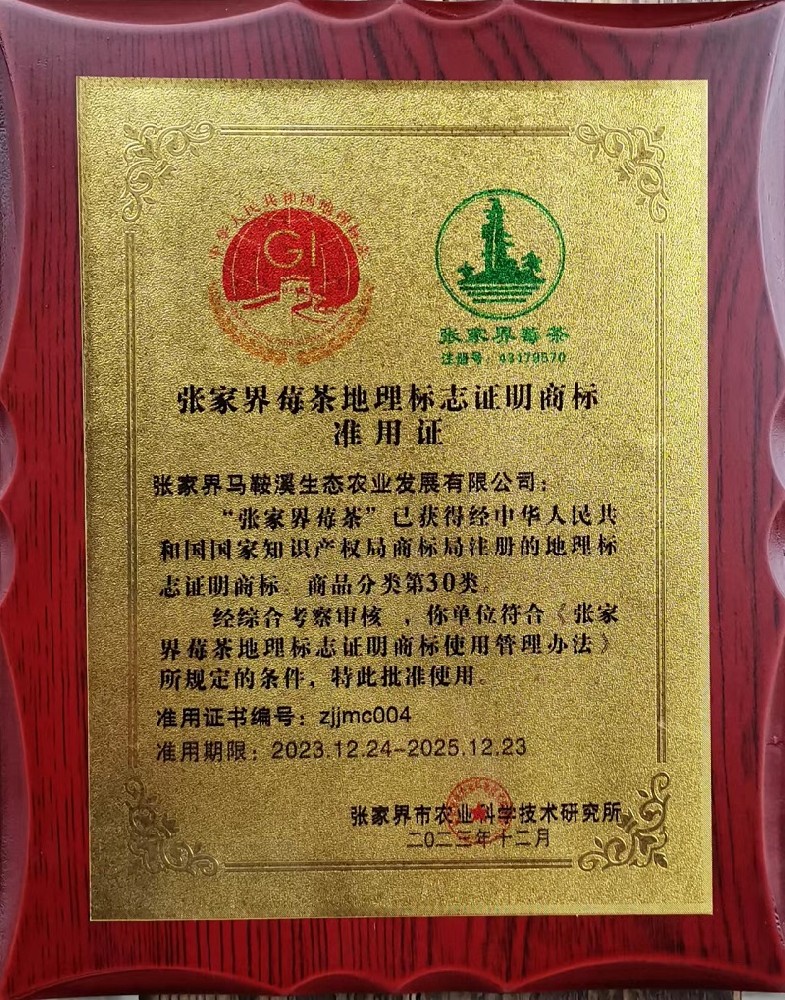 中华人民共和国地理标志
GI
张家界莓茶
注册号：43179570
张家界莓茶地理标志证明商标
准用证
张家界马鞍溪生态农业发展有限公司：
“张家界莓茶”已获得经中华人民共
和国国家知识产权局商标局注册的地理标
志证明商标。商品分类第30类。
经综合考察审核，你单位符合《张家
界莓茶地理标志证明商标使用管理办法》
所规定的条件，特此批准使用。
准用证书编号：zjjmc004
准用期限：2023.12.24-2025.12.23
张家界市农业科学技术研究所
二〇二三年十二月